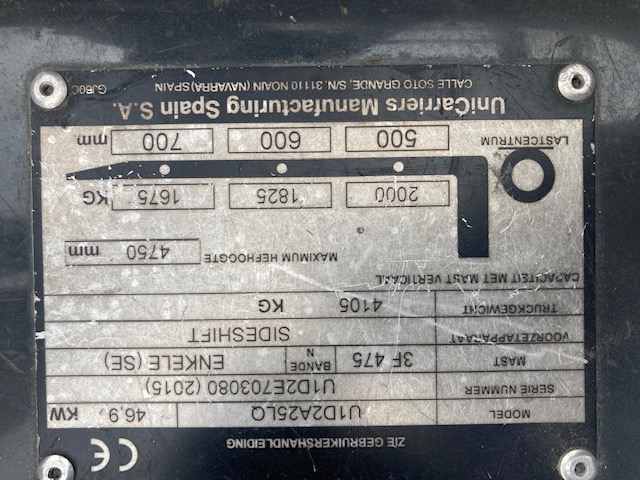 ZIE GEBRUIKERSHANDLEIDING CE
MODEL U1D2A25LQ 46,9 KW
SERIE NUMMER U1D2E703080 (2015)
MAST 3F 475 BANDEN ENKELE (SE)
VOORZETAPPARAAT SIDESHIFT
TRUCKGEWICHT 4105 KG
CAPACITEIT MET MAST VERTICAAL
MAXIMUM HEFHOOGTE 4750 mm
2000 1825 1675 KG
LASTCENTRUM 500 600 700 mm
UniCarriers Manufacturing Spain S.A.
CALLE SOTO GRANDE, S/N. 31110 NOAIN (NAVARRA) SPAIN